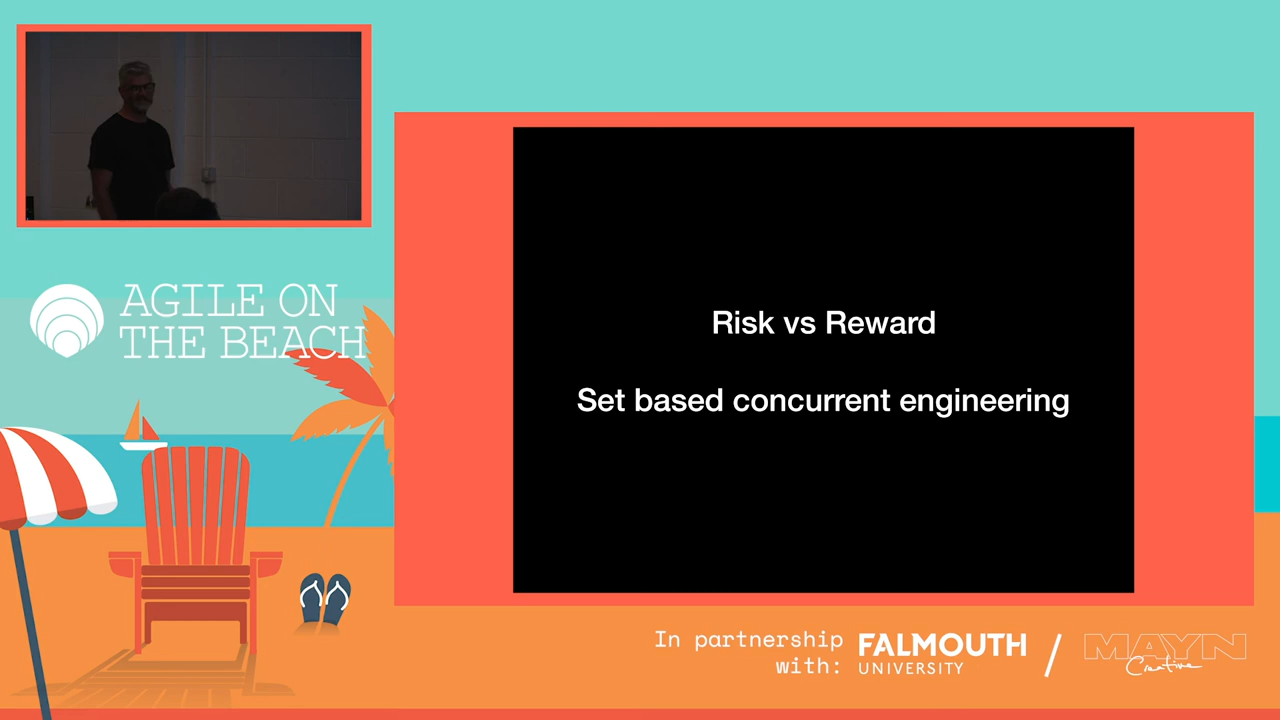 AGILE ON
THE BEACH
Risk vs Reward
Set based concurrent engineering
In partnership
with:
FALMOUTH
UNIVERSITY
/
MAYN
Creative